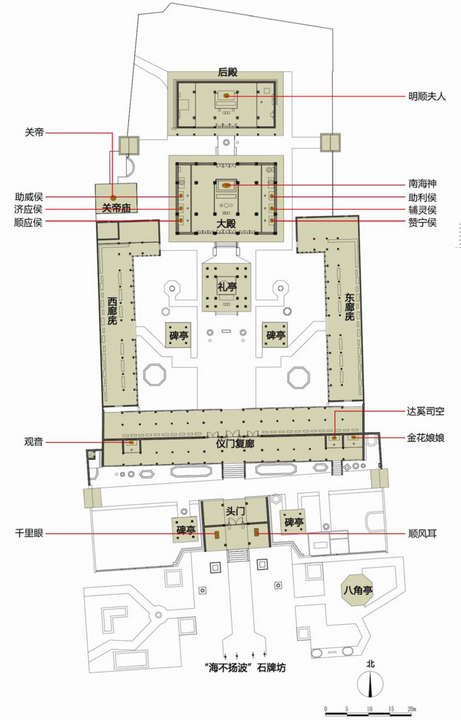 后殿
明顺夫人
关帝
南海神
助威侯
助利侯
济应侯
辅灵侯
关帝庙
顺应侯
大殿
赞宁侯
礼亭
西廊庑
东廊庑
碑亭
碑亭
达奚司空
观音
仪门复廊
金花娘娘
头门
碑亭
碑亭
千里眼
顺风耳
八角亭
“海不扬波”石牌坊
北
0 5 10 15 20m